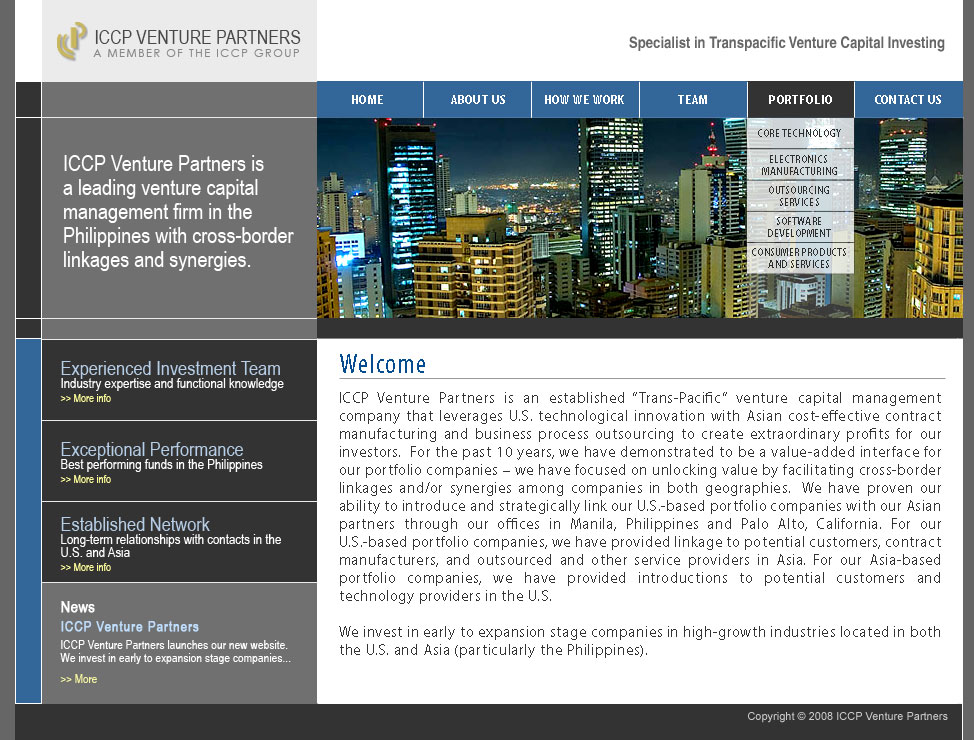 ICCP VENTURE PARTNERS
A MEMBER OF THE ICCP GROUP
Specialist in Transpacific Venture Capital Investing
HOME
ABOUT US
HOW WE WORK
TEAM
PORTFOLIO
CONTACT US
CORE TECHNOLOGY
ELECTRONICS
MANUFACTURING
OUTSOURCING
SERVICES
SOFTWARE
DEVELOPMENT
CONSUMER PRODUCTS
AND SERVICES
ICCP Venture Partners is
a leading venture capital
management firm in the
Philippines with cross-border
linkages and synergies.
Experienced Investment Team
Industry expertise and functional knowledge
>> More info
Exceptional Performance
Best performing funds in the Philippines
>> More info
Established Network
Long-term relationships with contacts in the
U.S. and Asia
>> More info
News
ICCP Venture Partners
ICCP Venture Partners launches our new website.
We invest in early to expansion stage companies...
>> More
Welcome
ICCP Venture Partners is an established "Trans-Pacific" venture capital management
company that leverages U.S. technological innovation with Asian cost-effective contract
manufacturing and business process outsourcing to create extraordinary profits for our
investors. For the past 10 years, we have demonstrated to be a value-added interface for
our portfolio companies – we have focused on unlocking value by facilitating cross-border
linkages and/or synergies among companies in both geographies. We have proven our
ability to introduce and strategically link our U.S.-based portfolio companies with our Asian
partners through our offices in Manila, Philippines and Palo Alto, California. For our
U.S.-based portfolio companies, we have provided linkage to potential customers, contract
manufacturers, and outsourced and other service providers in Asia. For our Asia-based
portfolio companies, we have provided introductions to potential customers and
technology providers in the U.S.
We invest in early to expansion stage companies in high-growth industries located in both
the U.S. and Asia (particularly the Philippines).
Copyright © 2008 ICCP Venture Partners